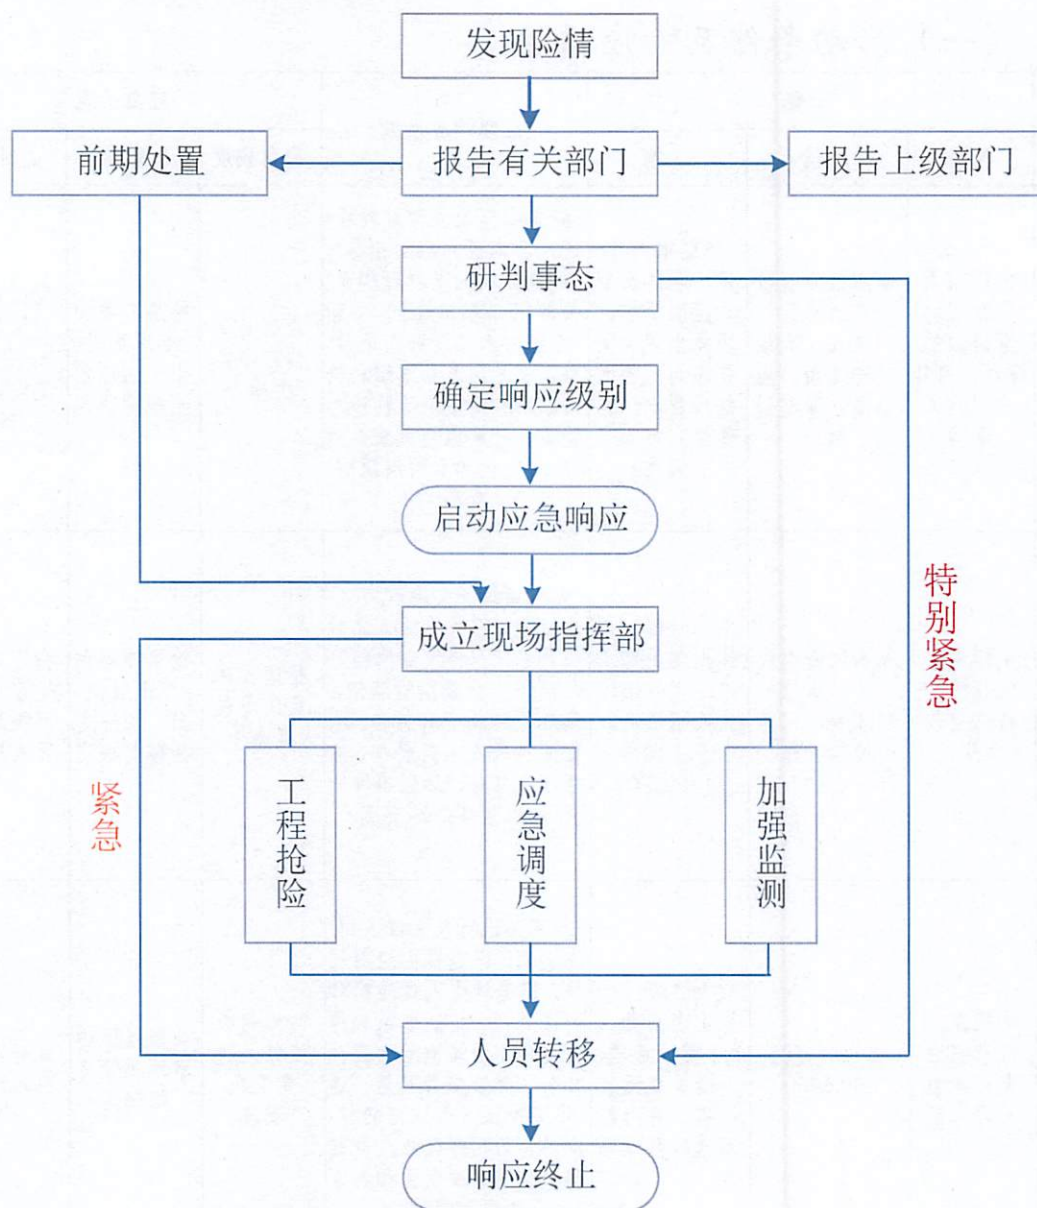 发现险情
前期处置
报告有关部门
报告上级部门
研判事态
确定响应级别
启动应急响应
成立现场指挥部
特别紧急
紧急
工程抢险
应急调度
加强监测
人员转移
响应终止